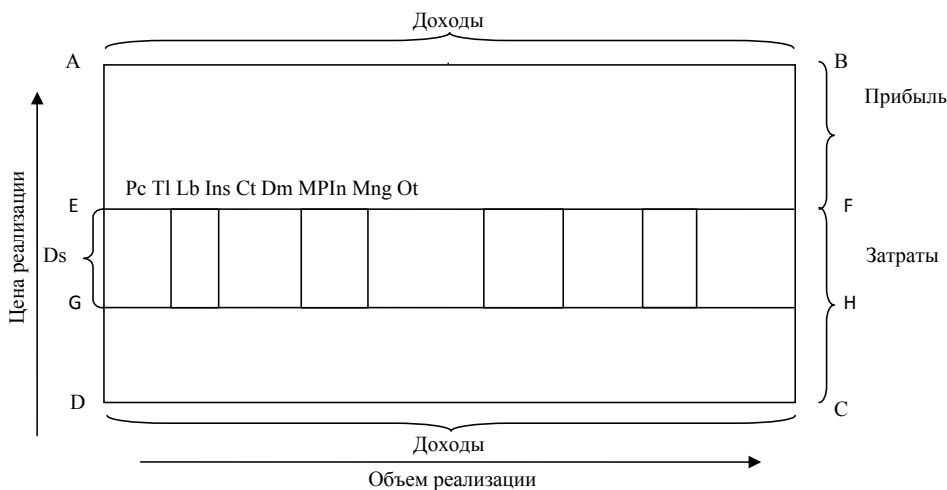 Доходы
A
B
Прибыль
Цена реализации
Pc Tl Lb Ins Ct Dm MPIn Mng Ot
E
F
Ds
Затраты
G
H
D
C
Доходы
Объем реализации